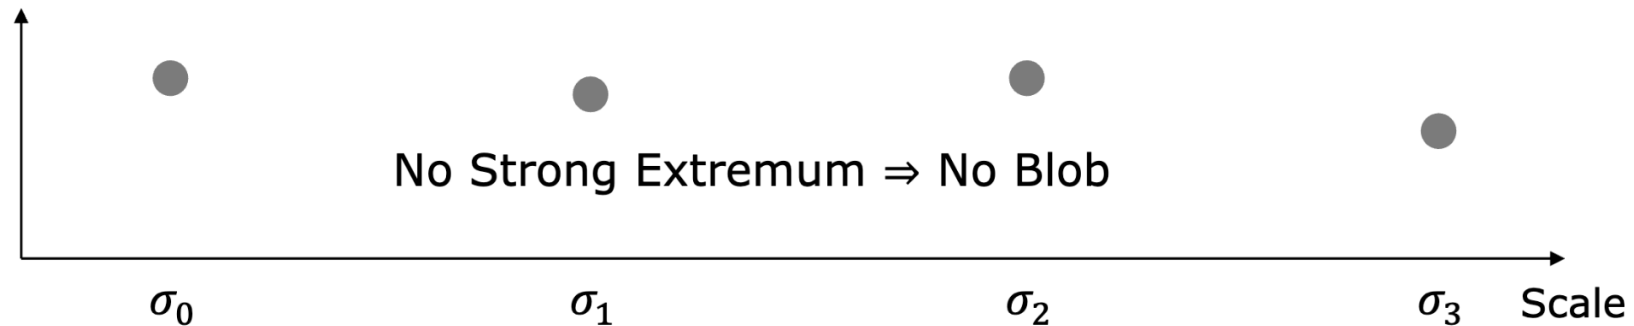 No Strong Extremum ⇒ No Blob
σ₀ σ₁ σ₂ σ₃ Scale